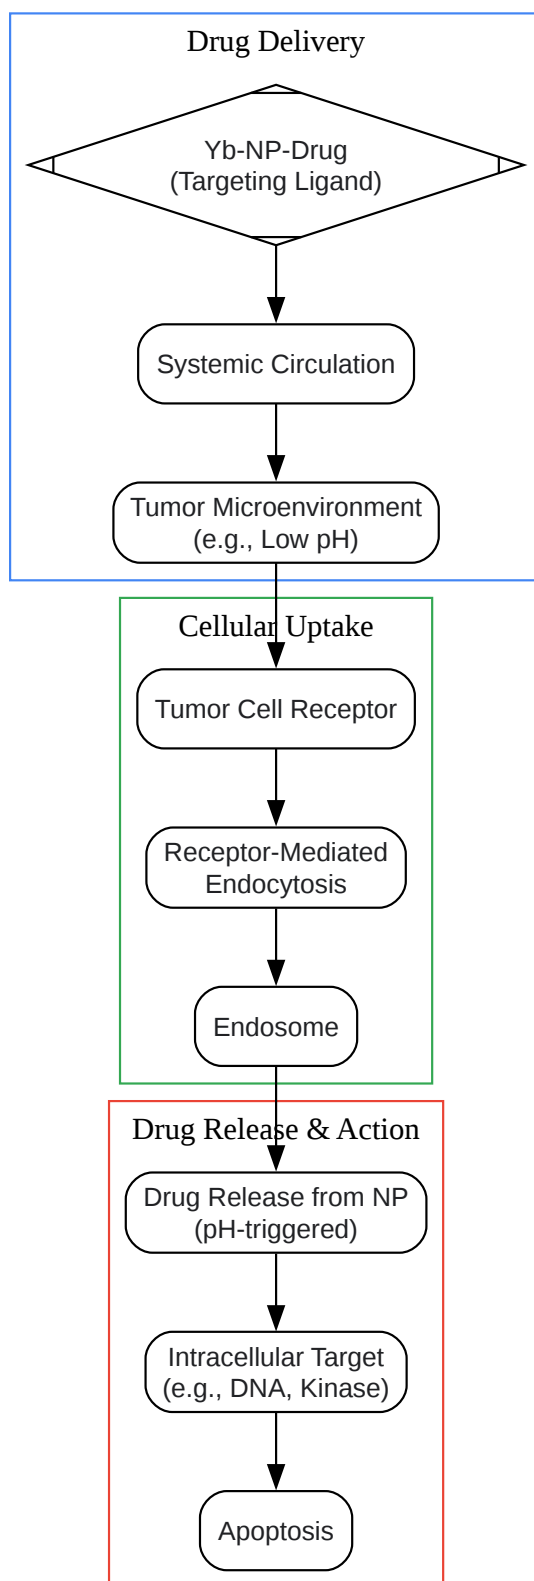 Drug Delivery
Yb-NP-Drug
(Targeting Ligand)
Systemic Circulation
Tumor Microenvironment
(e.g., Low pH)
Cellular Uptake
Tumor Cell Receptor
Receptor-Mediated
Endocytosis
Endosome
Drug Release & Action
Drug Release from NP
(pH-triggered)
Intracellular Target
(e.g., DNA, Kinase)
Apoptosis